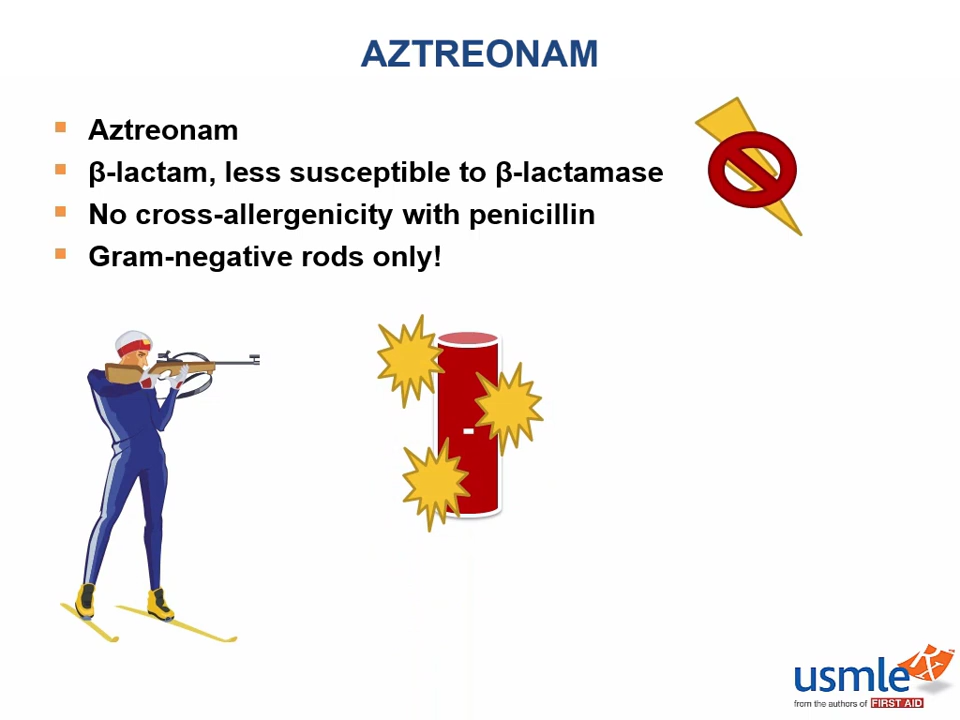 AZTREONAM
Aztreonam
β-lactam, less susceptible to β-lactamase
No cross-allergenicity with penicillin
Gram-negative rods only!
-
usmle Rx
from the authors of FIRST AID